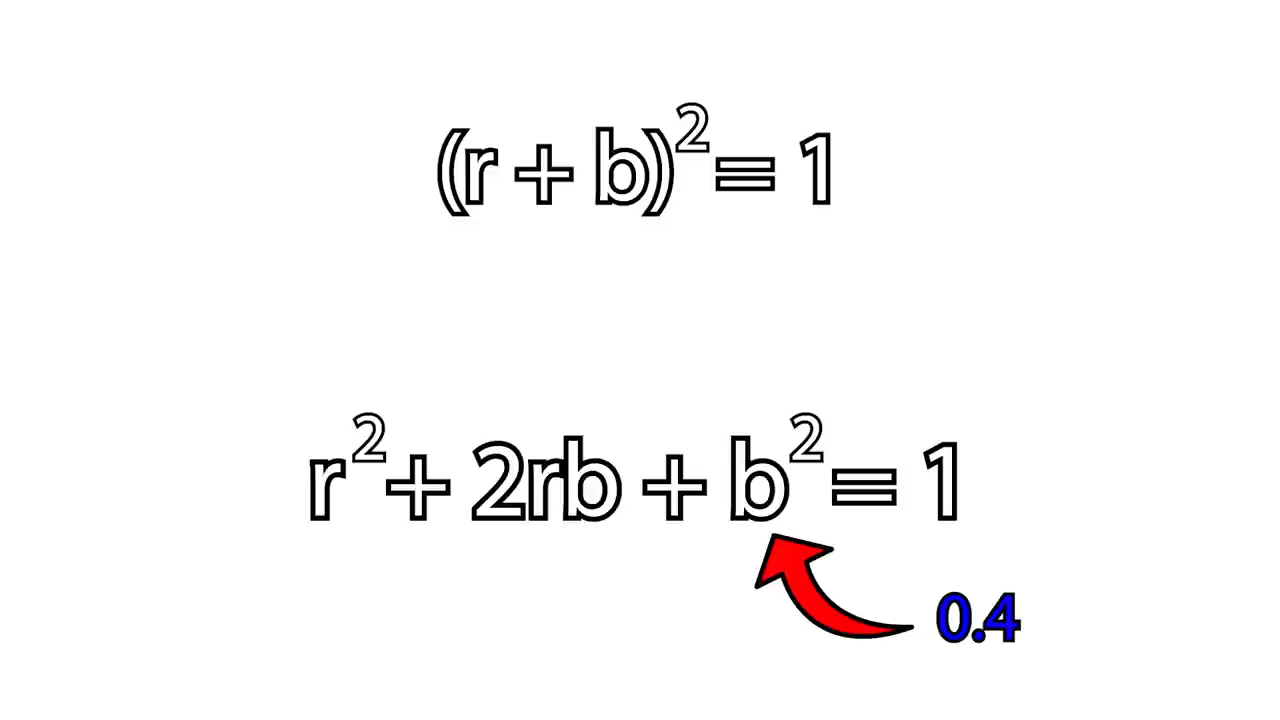 (r + b)² = 1
r² + 2rb + b² = 1
0.4